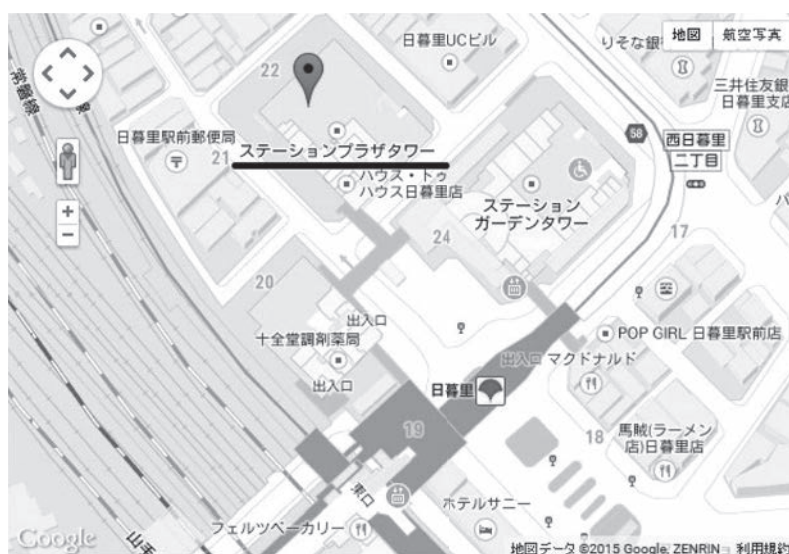 日暮里UCビル
りそな銀
地図
航空写真
22
三井住友銀
日暮里支店
常磐線
線
日暮里駅前郵便局
21
ステーションプラザタワー
58
西日暮里
二丁目
ハウス・トゥ
ハウス日暮里店
ステーション
ガーデンタワー
24
17
20
出入口
十全堂調剤薬局
POP GIRL 日暮里駅前店
出入口
マクドナルド
出入口
日暮里
19
18
馬賊(ラーメン
店)日暮里店
東口
ホテルサニー
フェルツベーカリー
Google
山手
地図データ ©2015 Google, ZENRIN
利用規約